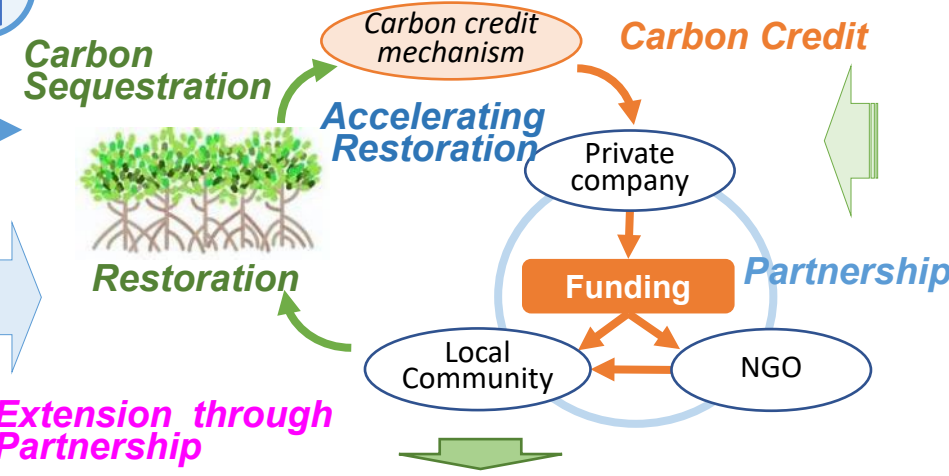 Carbon credit
mechanism
Carbon Credit
Carbon
Sequestration
Accelerating
Restoration
Private
company
Restoration
Funding
Partnership
Local
Community
NGO
Extension through
Partnership